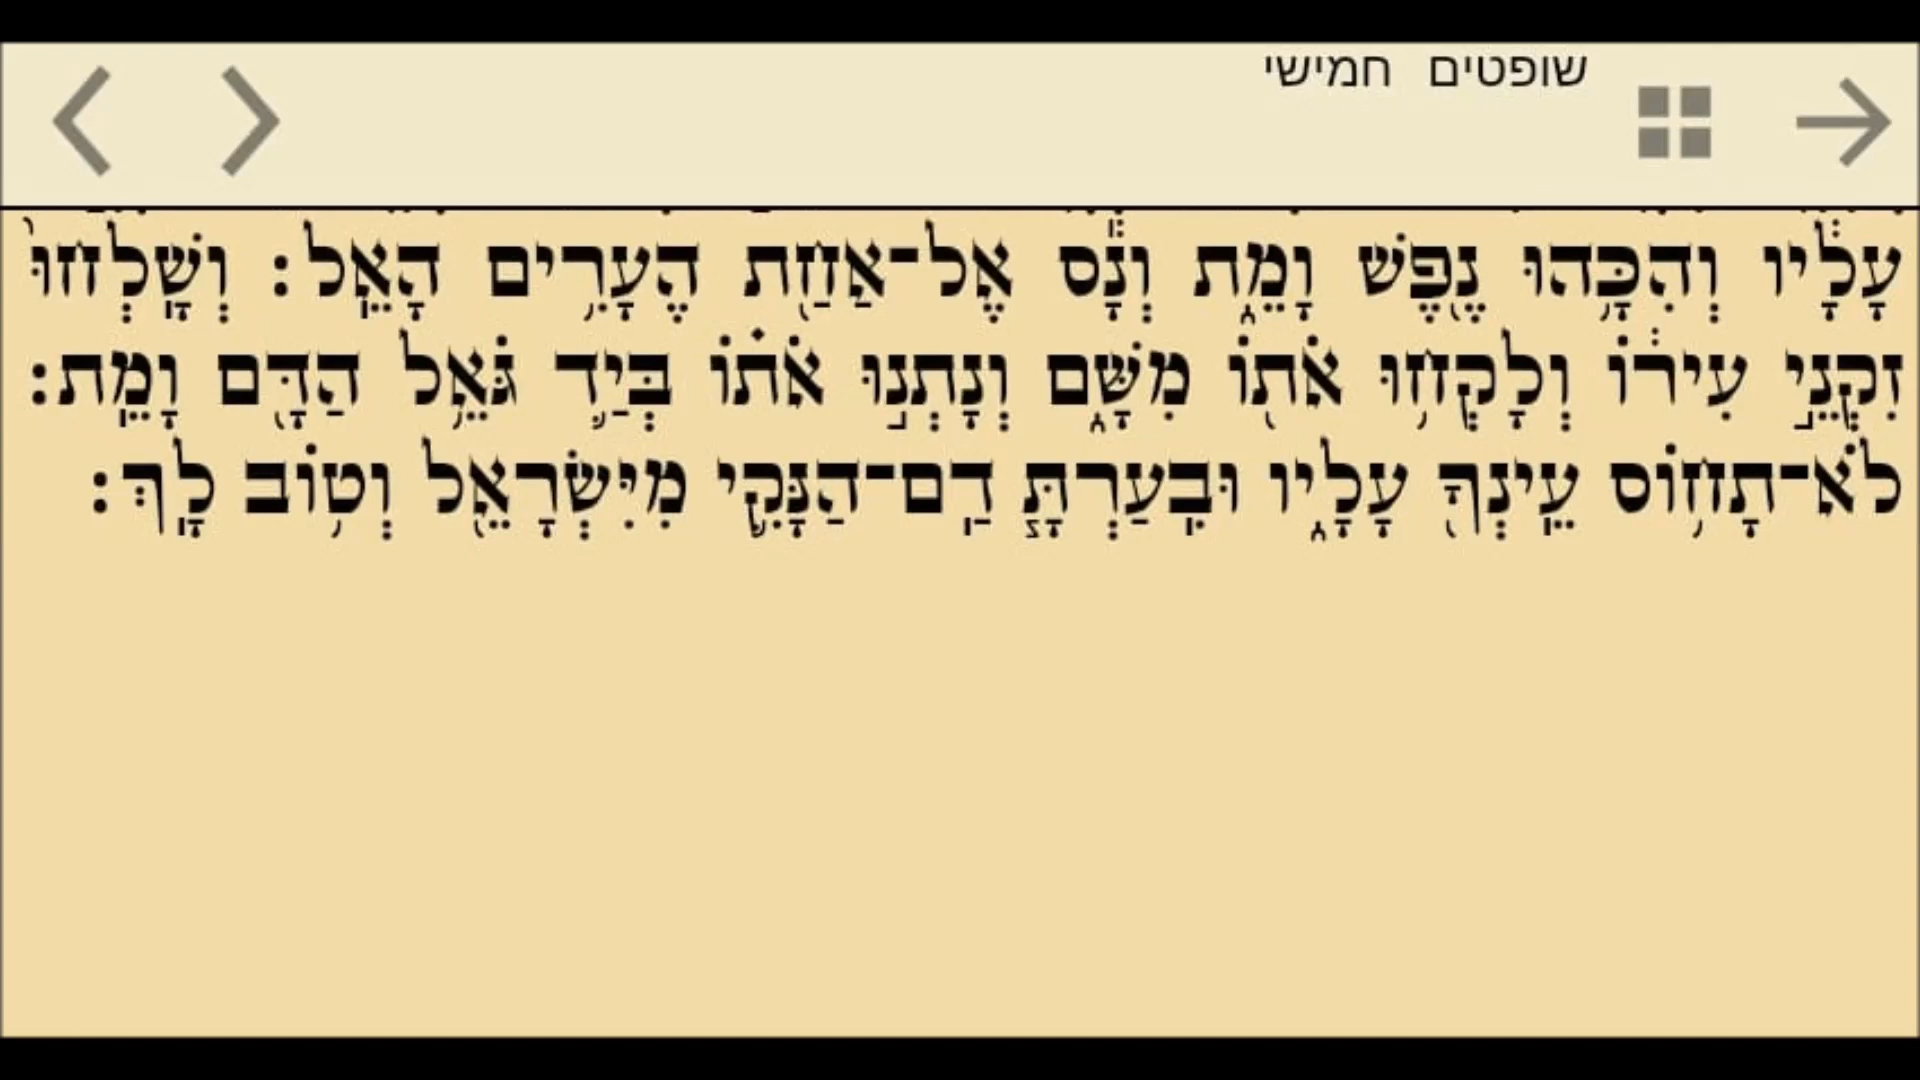 שופטים חמישי
עָלָ֔יו וְהִכָּ֥הוּ נֶ֖פֶשׁ וָמֵ֑ת וְנָ֕ס אֶל־אַחַ֖ת הֶעָרִ֥ים הָאֵֽל׃ וְשָֽׁלְחוּ֙
זִקְנֵ֣י עִיר֔וֹ וְלָקְח֥וּ אֹת֖וֹ מִשָּׁ֑ם וְנָתְנ֣וּ אֹת֗וֹ בְּיַ֛ד גֹּאֵ֥ל הַדָּ֖ם וָמֵֽת׃
לֹא־תָח֥וֹס עֵֽינְךָ֖ עָלָ֑יו וּבִֽעַרְתָּ֧ דַֽם־הַנָּקִ֛י מִיִּשְׂרָאֵ֖ל וְט֥וֹב לָֽךְ׃